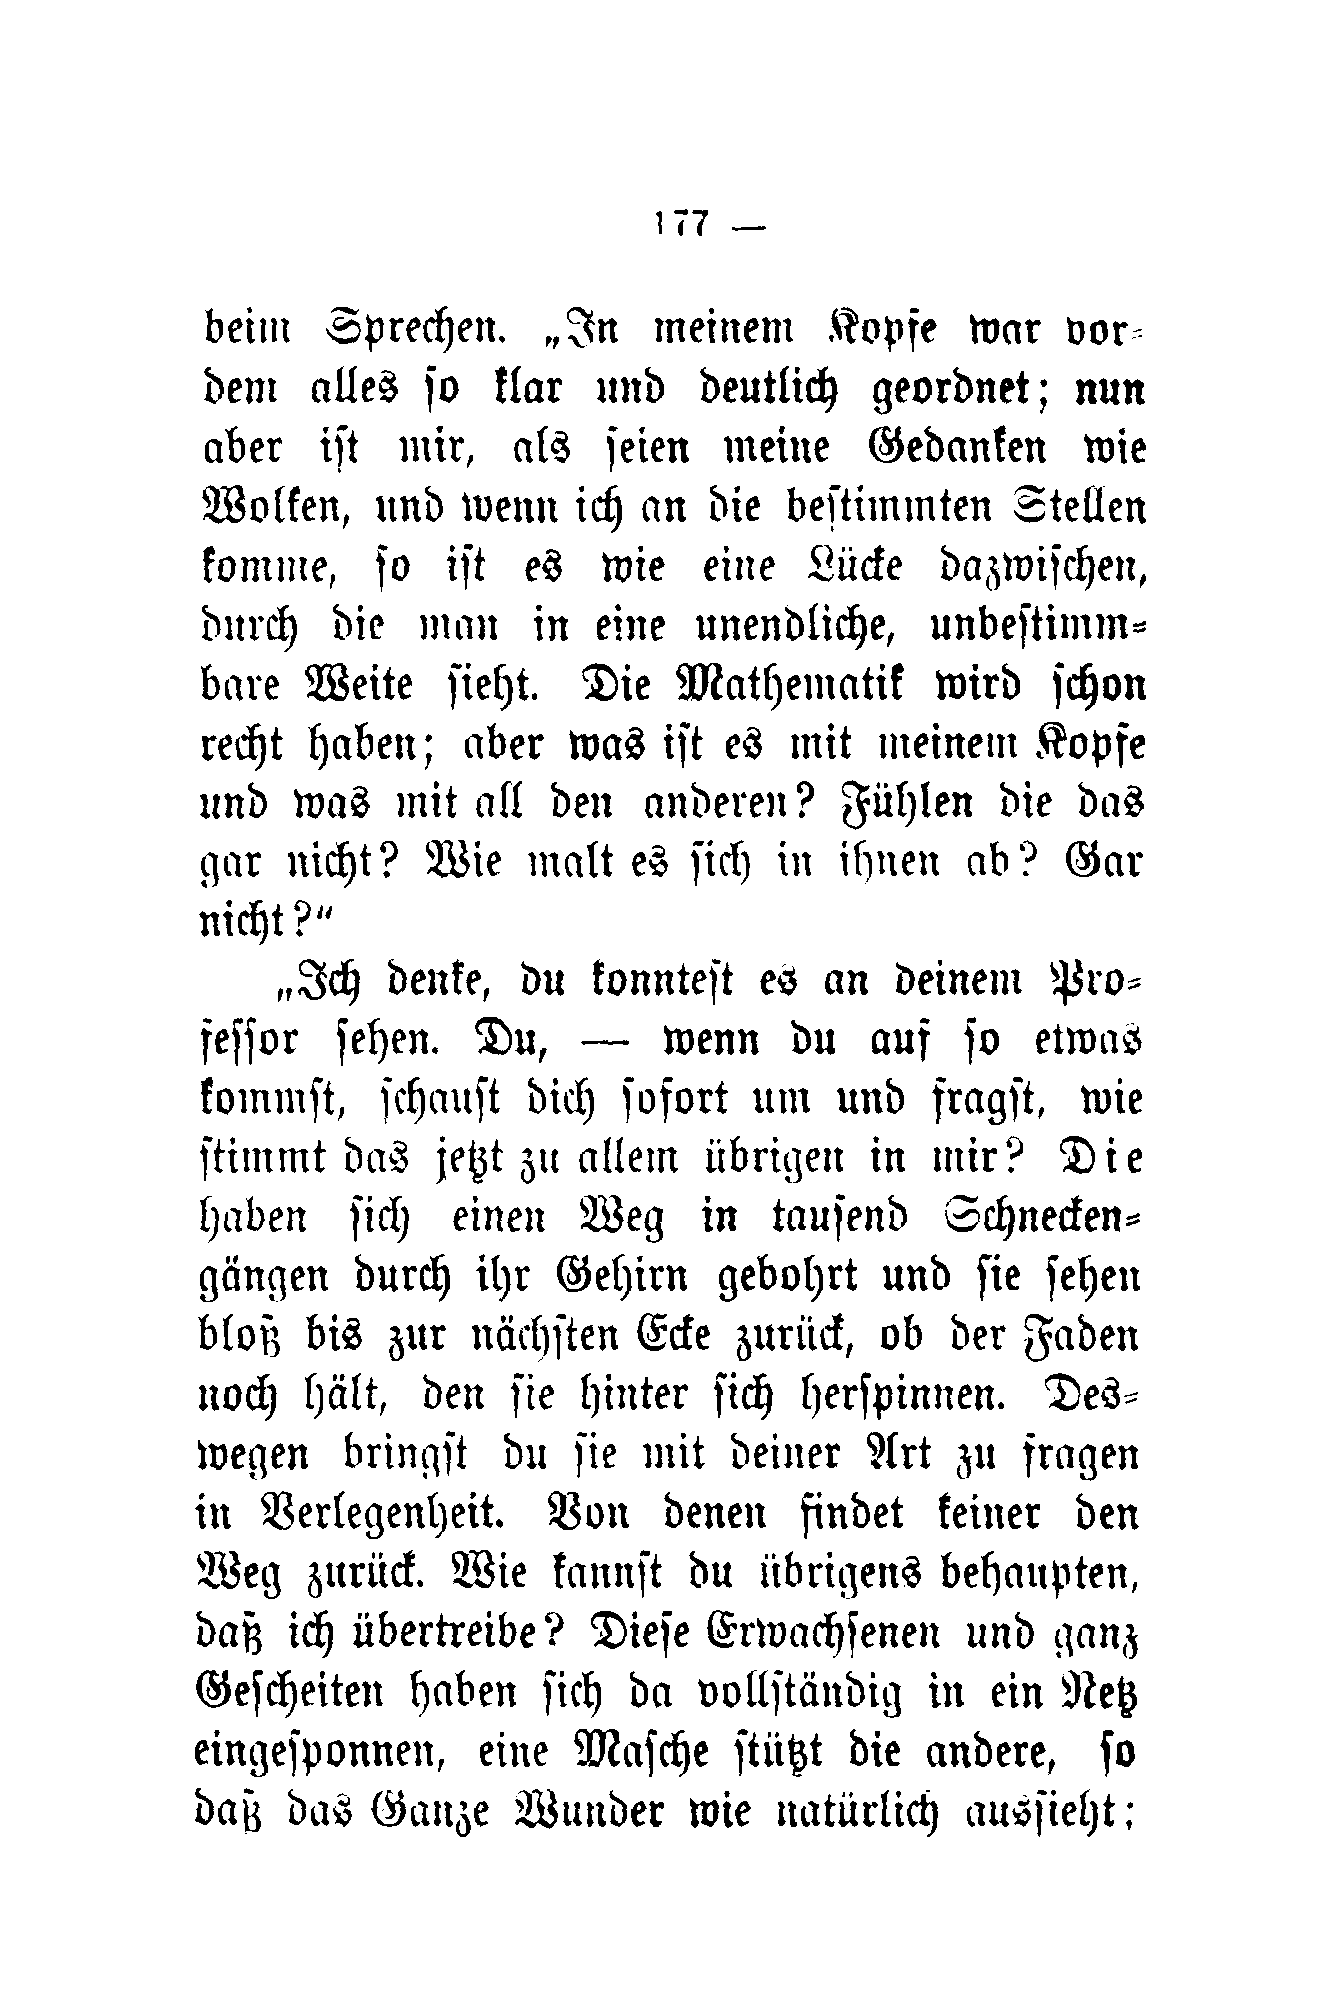 177 —
beim Sprechen. „In meinem Kopfe war vor-
dem alles so klar und deutlich geordnet; nun
aber ist mir, als seien meine Gedanken wie
Wolken, und wenn ich an die bestimmten Stellen
komme, so ist es wie eine Lücke dazwischen,
durch die man in eine unendliche, unbestimm-
bare Weite sieht. Die Mathematik wird schon
recht haben; aber was ist es mit meinem Kopfe
und was mit all den anderen? Fühlen die das
gar nicht? Wie malt es sich in ihnen ab? Gar
nicht?“
„Ich denke, du konntest es an deinem Pro-
fessor sehen. Du, — wenn du auf so etwas
kommst, schaust dich sofort um und fragst, wie
stimmt das jetzt zu allem übrigen in mir? Die
haben sich einen Weg in tausend Schnecken-
gängen durch ihr Gehirn gebohrt und sie sehen
bloß bis zur nächsten Ecke zurück, ob der Faden
noch hält, den sie hinter sich herspinnen. Des-
wegen bringst du sie mit deiner Art zu fragen
in Verlegenheit. Von denen findet keiner den
Weg zurück. Wie kannst du übrigens behaupten,
daß ich übertreibe? Diese Erwachsenen und ganz
Gescheiten haben sich da vollständig in ein Netz
eingesponnen, eine Masche stützt die andere, so
daß das Ganze Wunder wie natürlich aussieht;